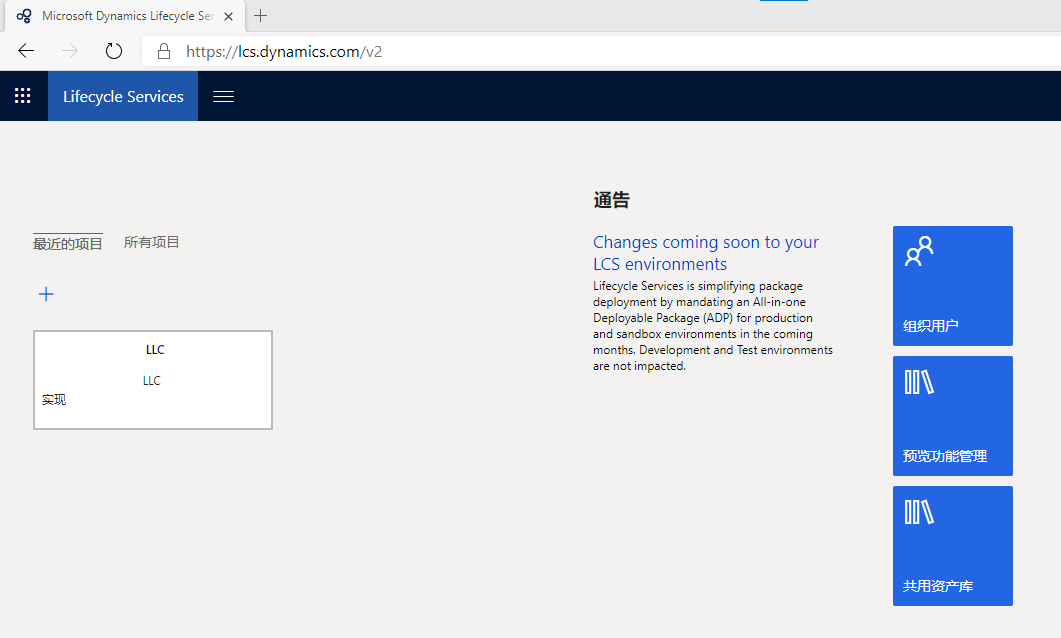 Microsoft Dynamics Lifecycle Ser
https://lcs.dynamics.com/v2
Lifecycle Services
最近的项目
所有项目
LLC
LLC
实现
通告
Changes coming soon to your
LCS environments
Lifecycle Services is simplifying package
deployment by mandating an All-in-one
Deployable Package (ADP) for production
and sandbox environments in the coming
months. Development and Test environments
are not impacted.
组织用户
预览功能管理
共用资产库